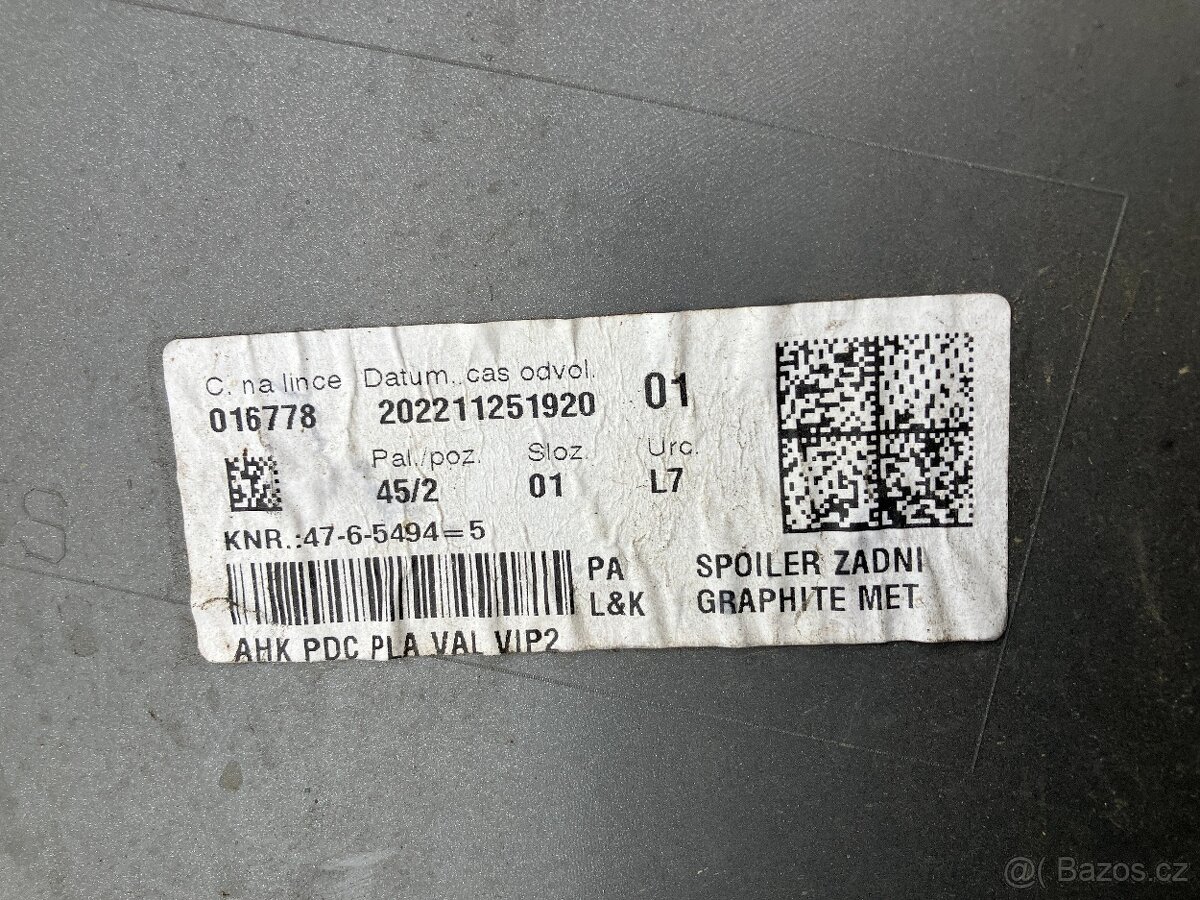 C. na lince Datum. cas odvol. 01
016778 202211251920
Pal./poz. Sloz. Urc.
45/2 01 L7
KNR.:47-6-5494=5
PA SPOILER ZADNI
L&K GRAPHITE MET
AHK PDC PLA VAL VIP2
S
@( Bazos.cz